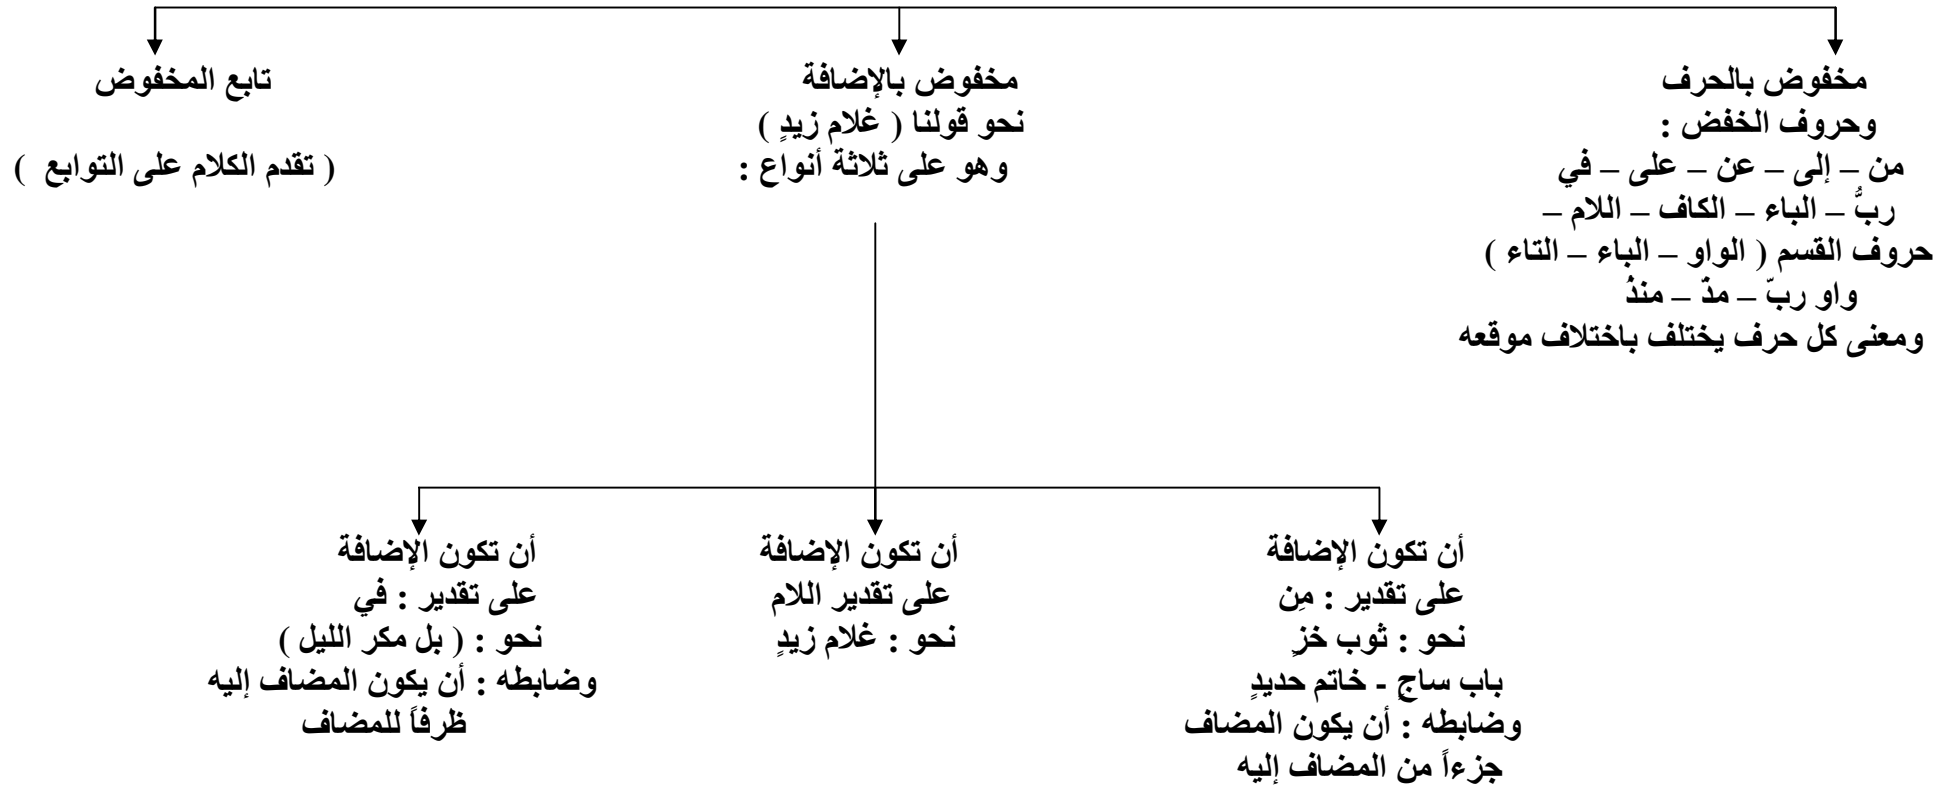 مخفوض بالحرف
وحروف الخفض :
من – إلى – عن – على – في
ربُّ – الباء – الكاف – اللام –
حروف القسم ( الواو – الباء – التاء )
واو ربّ – مذّ – منذُ
ومعنى كل حرف يختلف باختلاف موقعه
مخفوض بالإضافة
نحو قولنا ( غلام زيدٍ )
وهو على ثلاثة أنواع :
تابع المخفوض
( تقدم الكلام على التوابع )
أن تكون الإضافة
على تقدير : مِن
نحو : ثوب خزٍ
باب ساجٍ - خاتم حديدٍ
وضابطه : أن يكون المضاف
جزءاً من المضاف إليه
أن تكون الإضافة
على تقدير اللام
نحو : غلام زيدٍ
أن تكون الإضافة
على تقدير : في
نحو : ( بل مكر الليل )
وضابطه : أن يكون المضاف إليه
ظرفاً للمضاف